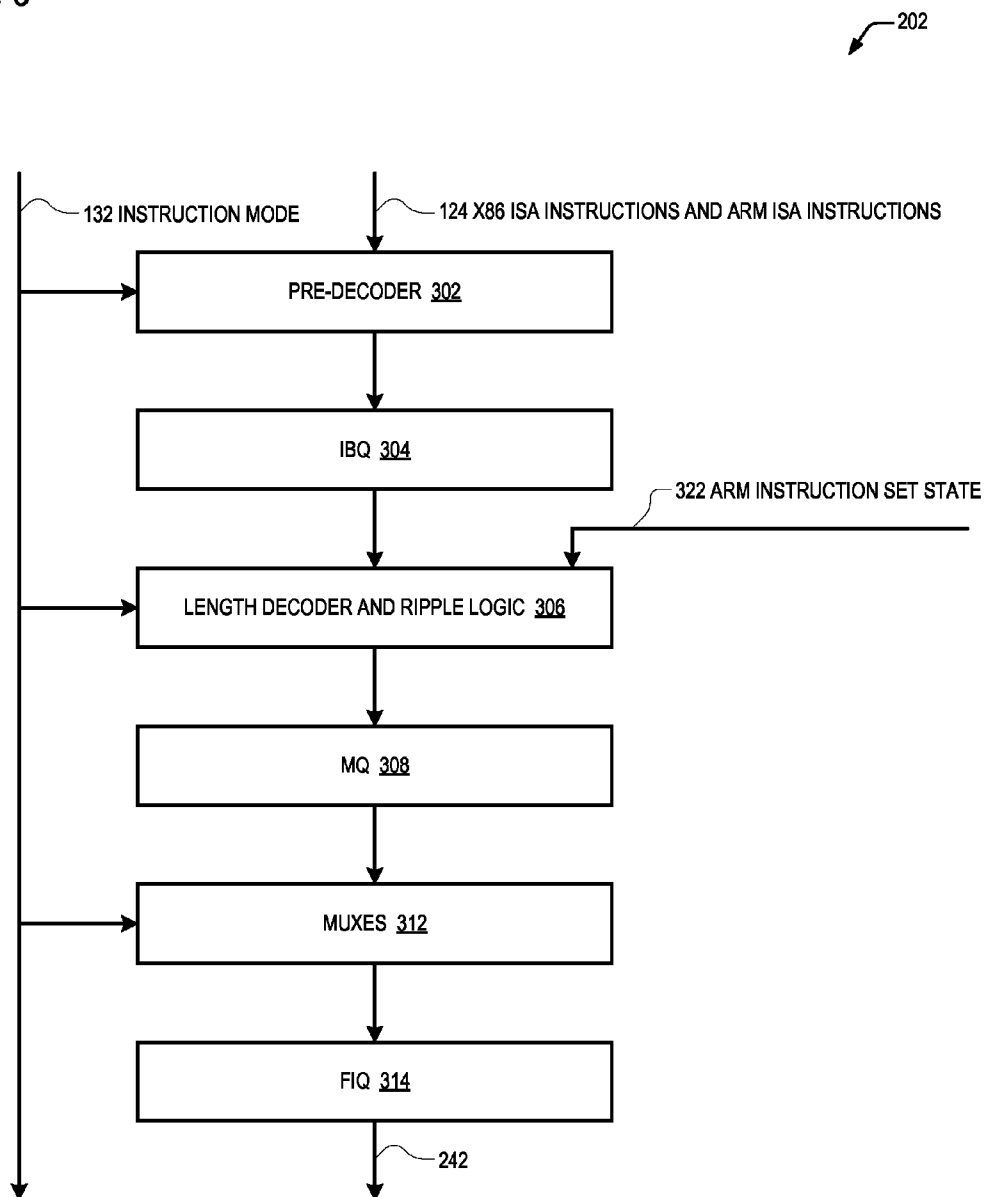 202
132 INSTRUCTION MODE
124 X86 ISA INSTRUCTIONS AND ARM ISA INSTRUCTIONS
PRE-DECODER 302
IBQ 304
322 ARM INSTRUCTION SET STATE
LENGTH DECODER AND RIPPLE LOGIC 306
MQ 308
MUXES 312
FIQ 314
242